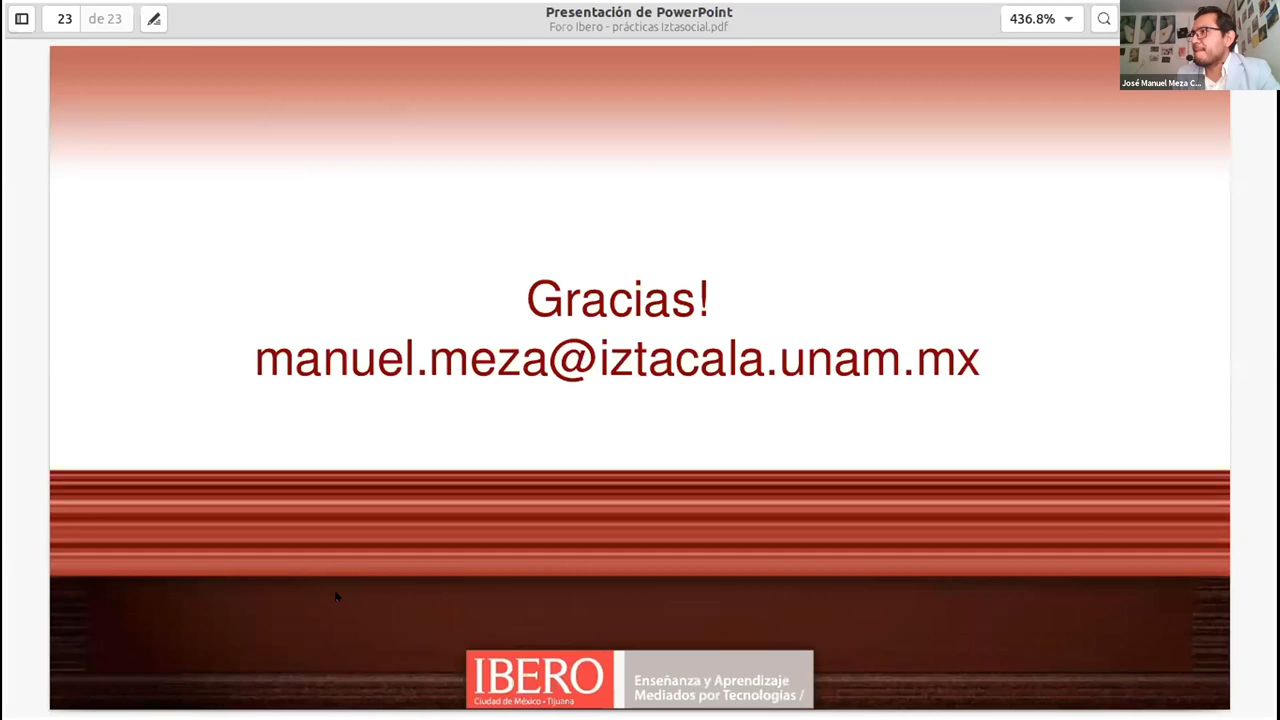 23 de 23
Presentación de PowerPoint
Foro Ibero - prácticas Iztasocial.pdf
436.8%
José Manuel Meza C...
Gracias!
manuel.meza@iztacala.unam.mx
IBERO
Ciudad de México • Tijuana
Enseñanza y Aprendizaje
Mediados por Tecnologías /